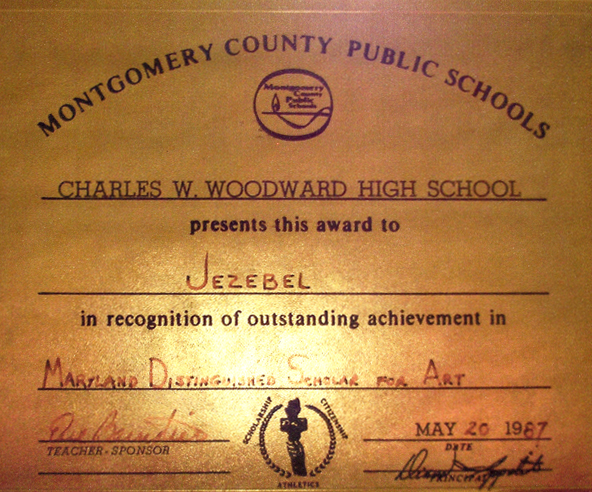 MONTGOMERY COUNTY PUBLIC SCHOOLS
Montgomery
County
Public
Schools
CHARLES W. WOODWARD HIGH SCHOOL
presents this award to
JEZEBEL
in recognition of outstanding achievement in
MARYLAND DISTINGUISHED SCHOLAR FOR ART
TEACHER - SPONSOR
SCHOLARSHIP
CITIZENSHIP
ATHLETICS
MAY 20 1987
DATE
PRINCIPAL